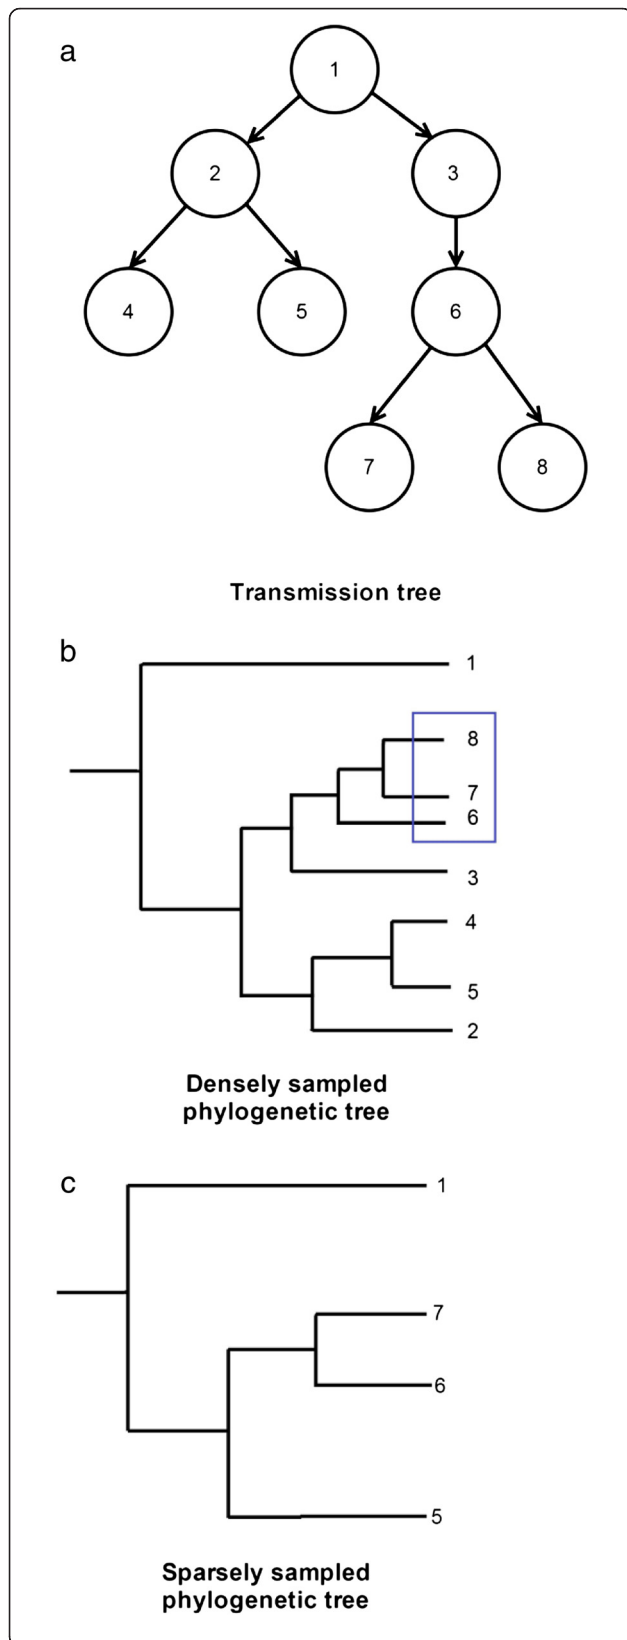 a
1
2
3
4
5
6
7
8
Transmission tree
b
1
8
7
6
3
4
5
2
Densely sampled
phylogenetic tree
c
1
7
6
5
Sparsely sampled
phylogenetic tree